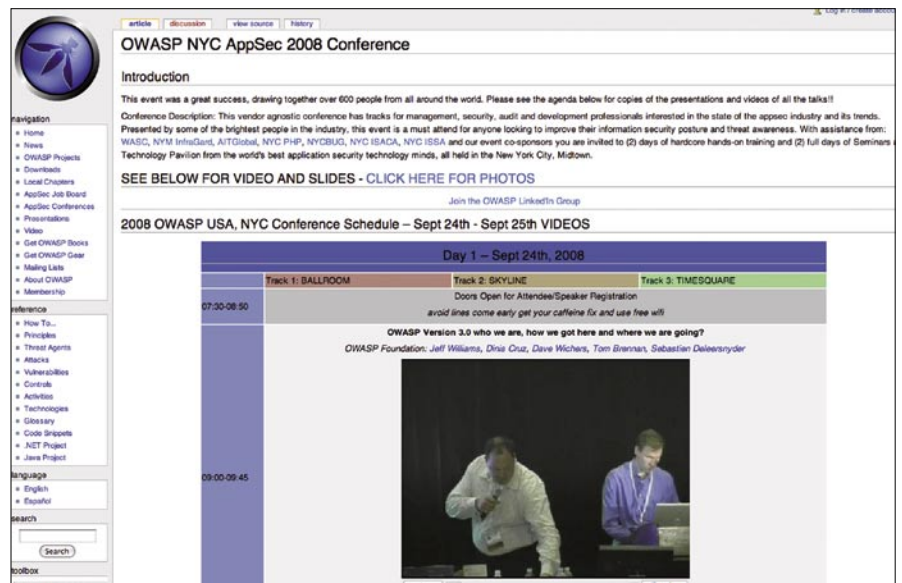 Log in / create accou
article discussion view source history
OWASP NYC AppSec 2008 Conference
Introduction
This event was a great success, drawing together over 600 people from all around the world. Please see the agenda below for copies of the presentations and videos of all the talks!!
Conference Description: This vendor agnostic conference has tracks for management, security, audit and development professionals interested in the state of the appsec industry and its trends.
Presented by some of the brightest people in the industry, this event is a must attend for anyone looking to improve their information security posture and threat awareness. With assistance from:
WASC, NYM InfraGard, AITGlobal, NYC PHP, NYCBUG, NYC ISACA, NYC ISSA and our event co-sponsors you are invited to (2) days of hardcore hands-on training and (2) full days of Seminars
Technology Pavilion from the world's best application security technology minds, all held in the New York City, Midtown.
SEE BELOW FOR VIDEO AND SLIDES - CLICK HERE FOR PHOTOS
Join the OWASP LinkedIn Group
2008 OWASP USA, NYC Conference Schedule – Sept 24th - Sept 25th VIDEOS
Day 1 – Sept 24th, 2008
Track 1: BALLROOM Track 2: SKYLINE Track 3: TIMESQUARE
07:30-08:50
Doors Open for Attendee/Speaker Registration
avoid lines come early get your caffeine fix and use free wifi
09:00-09:45
OWASP Version 3.0 who we are, how we got here and where we are going?
OWASP Foundation: Jeff Williams, Dinis Cruz, Dave Wichers, Tom Brennan, Sebastien Deleersnyder
navigation
Home
News
OWASP Projects
Downloads
Local Chapters
AppSec Job Board
AppSec Conferences
Presentations
Video
Get OWASP Books
Get OWASP Gear
Mailing Lists
About OWASP
Membership
reference
How To...
Principles
Threat Agents
Attacks
Vulnerabilities
Controls
Activities
Technologies
Glossary
Code Snippets
.NET Project
Java Project
language
English
Español
search
Search
toolbox